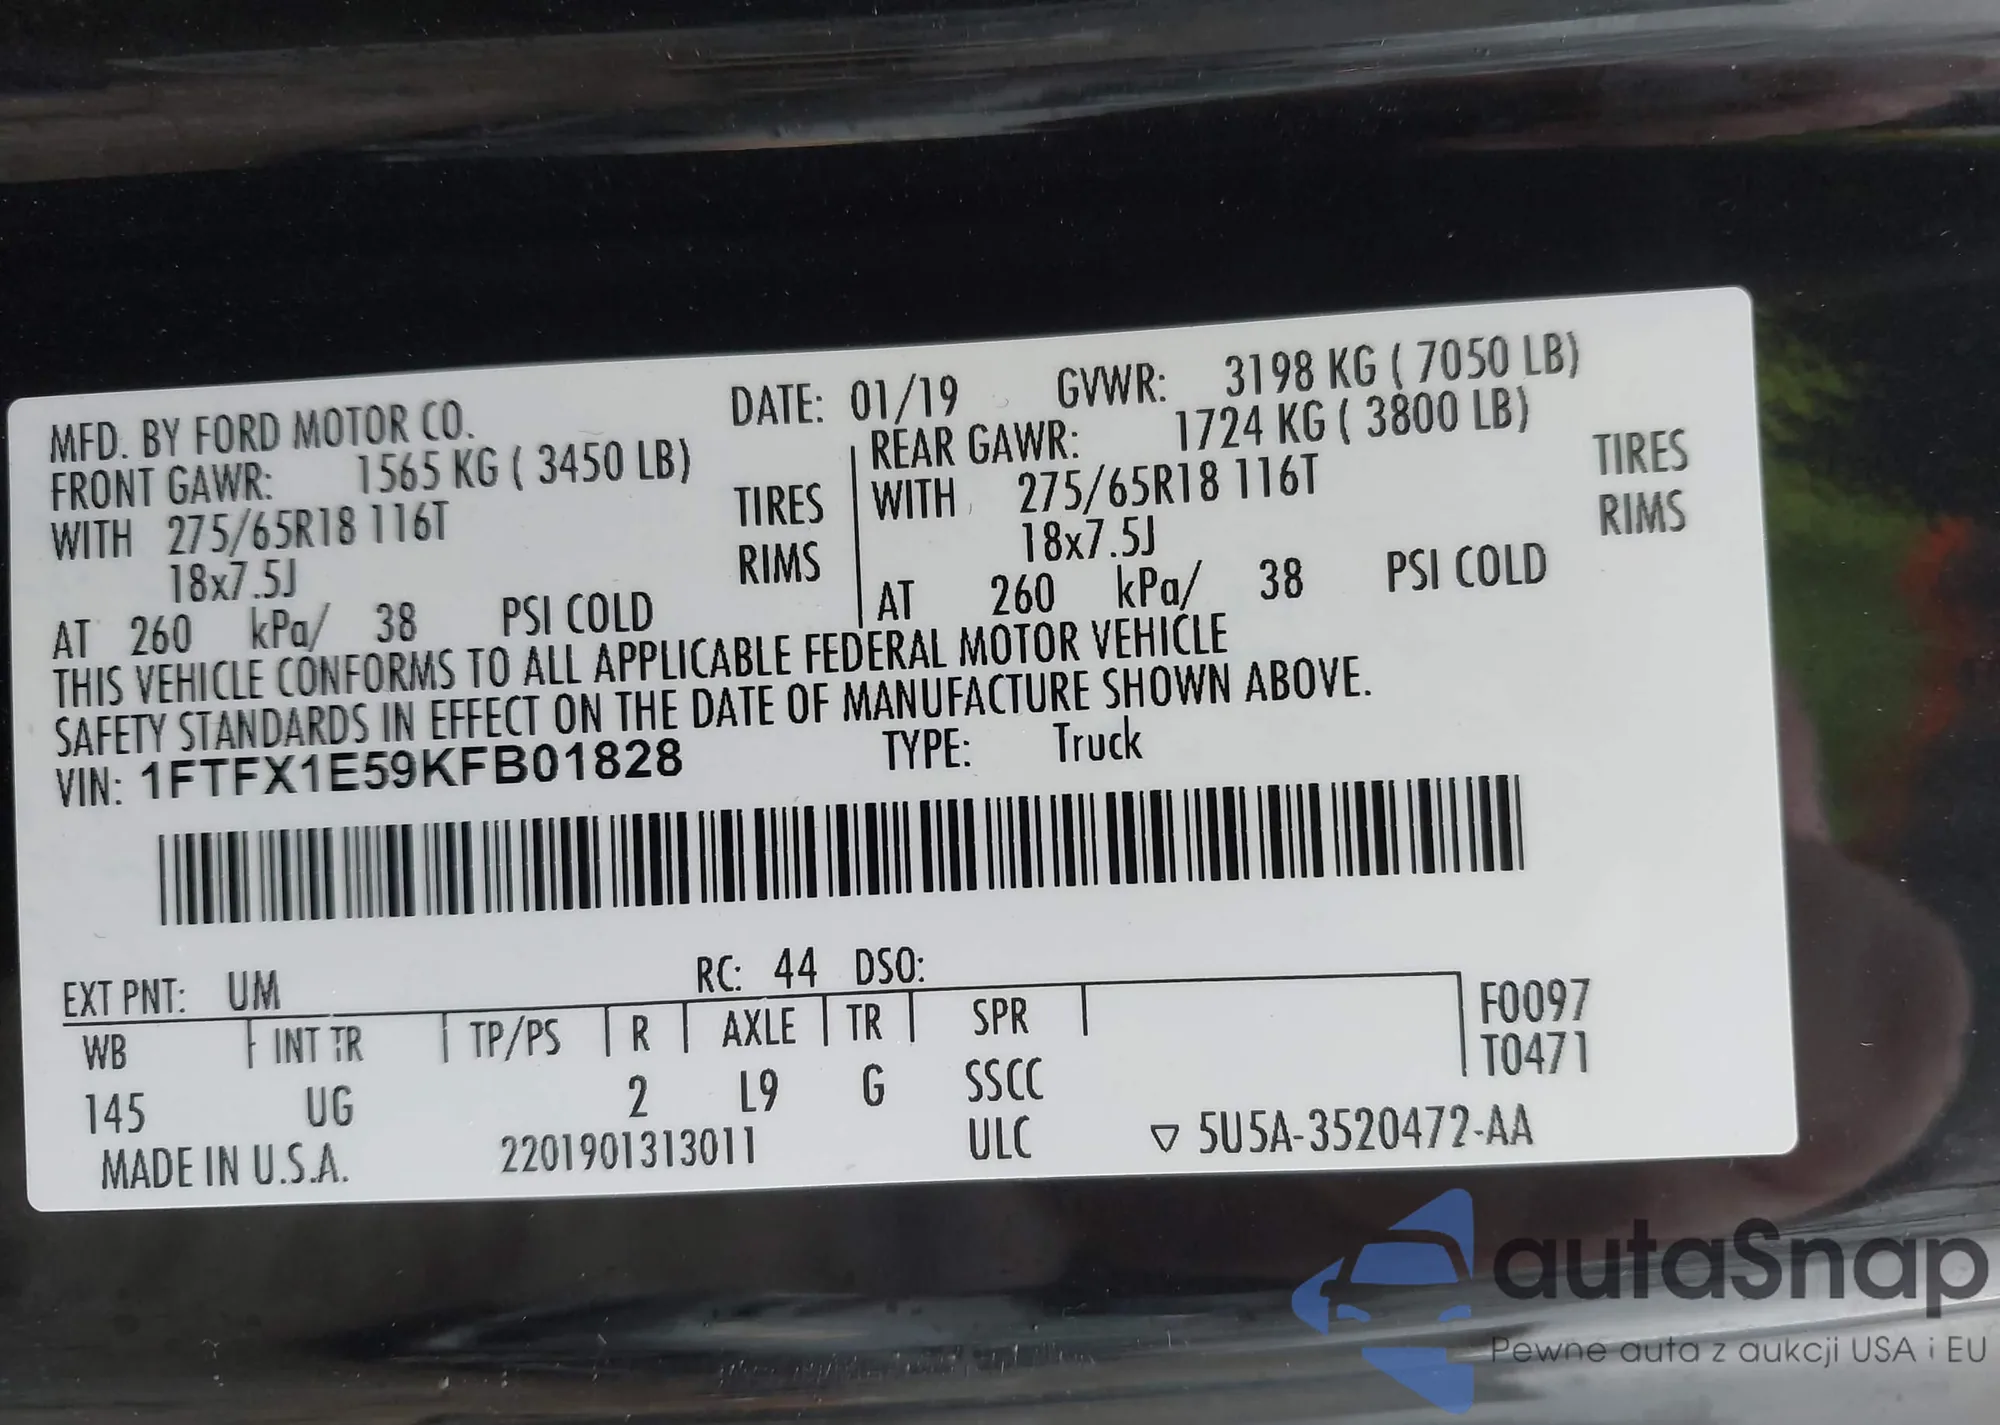 MFD. BY FORD MOTOR CO. DATE: 01/19 GVWR: 3198 KG ( 7050 LB)
FRONT GAWR: 1565 KG ( 3450 LB) REAR GAWR: 1724 KG ( 3800 LB)
WITH 275/65R18 116T TIRES WITH 275/65R18 116T TIRES
18x7.5J RIMS 18x7.5J RIMS
AT 260 kPa/ 38 PSI COLD AT 260 kPa/ 38 PSI COLD
THIS VEHICLE CONFORMS TO ALL APPLICABLE FEDERAL MOTOR VEHICLE
SAFETY STANDARDS IN EFFECT ON THE DATE OF MANUFACTURE SHOWN ABOVE.
VIN: 1FTFX1E59KFB01828 TYPE: Truck
EXT PNT: UM RC: 44 DSO:
WB INT TR TP/PS R AXLE TR SPR F0097
T0471
145 UG 2 L9 G SSCC
MADE IN U.S.A. 2201901313011 ULC ▽ 5U5A-3520472-AA
autaSnap
Pewne auta z aukcji USA i EU